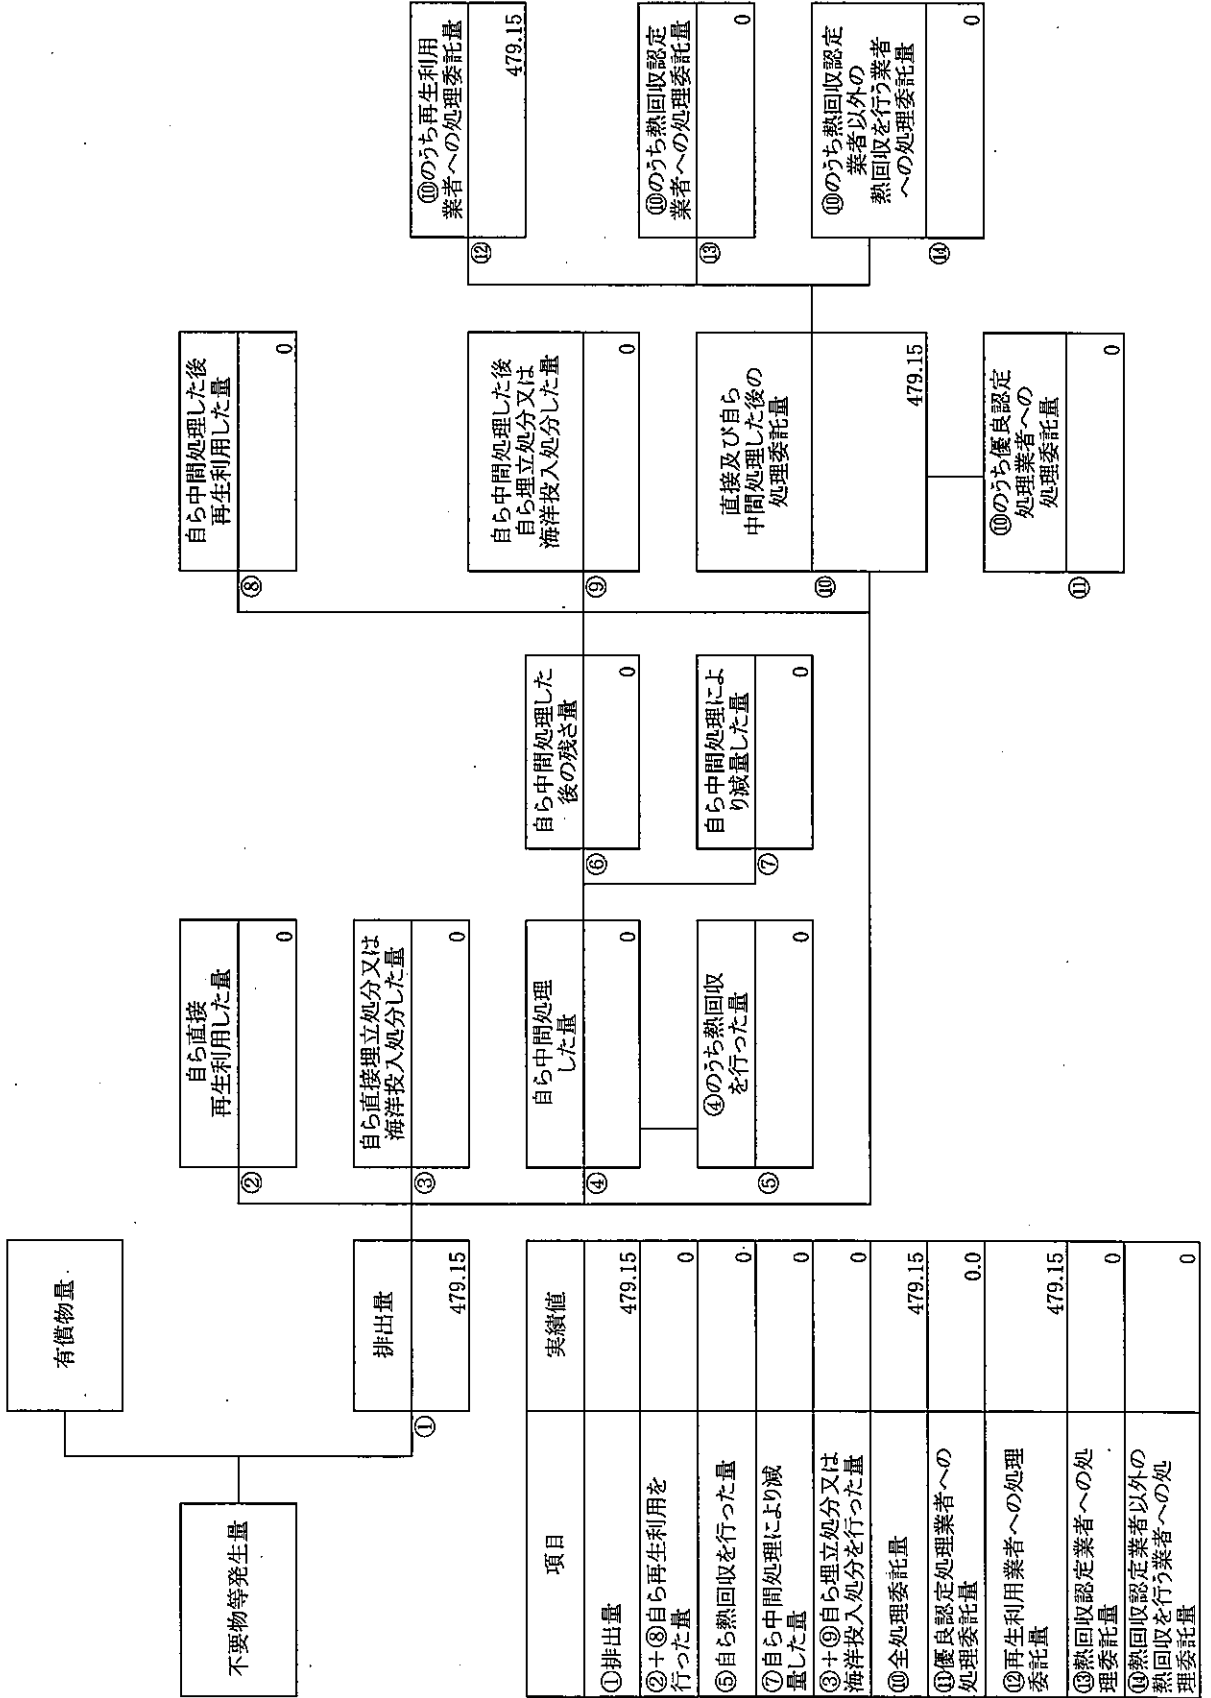 不要物等発生量
有償物量
①
排出量
479.15
②
自ら直接
再生利用した量
0
③
自ら直接埋立処分又は
海洋投入処分した量
0
④
自ら中間処理
した量
0
⑤
④のうち熱回収
を行った量
0
⑥
自ら中間処理した
後の残さ量
0
⑦
自ら中間処理によ
り減量した量
0
⑧
自ら中間処理した後
再生利用した量
0
⑨
自ら中間処理した後
自ら埋立処分又は
海洋投入処分した量
0
⑩
直接及び自ら
中間処理した後の
処理委託量
479.15
⑪
⑩のうち優良認定
処理業者への
処理委託量
0
⑫
⑩のうち再生利用
業者への処理委託量
479.15
⑬
⑩のうち熱回収認定
業者への処理委託量
0
⑭
⑩のうち熱回収認定
業者以外の
熱回収を行う業者
への処理委託量
0
項目 実績値
①排出量 479.15
②+⑧自ら再生利用を
行った量 0
⑤自ら熱回収を行った量 0
⑦自ら中間処理により減
量した量 0
③+⑨自ら埋立処分又は
海洋投入処分を行った量 0
⑩全処理委託量 479.15
⑪優良認定処理業者への
処理委託量 0.0
⑫再生利用業者への処理
委託量 479.15
⑬熱回収認定業者への処
理委託量 0
⑭熱回収認定業者以外の
熱回収を行う業者への処
理委託量 0